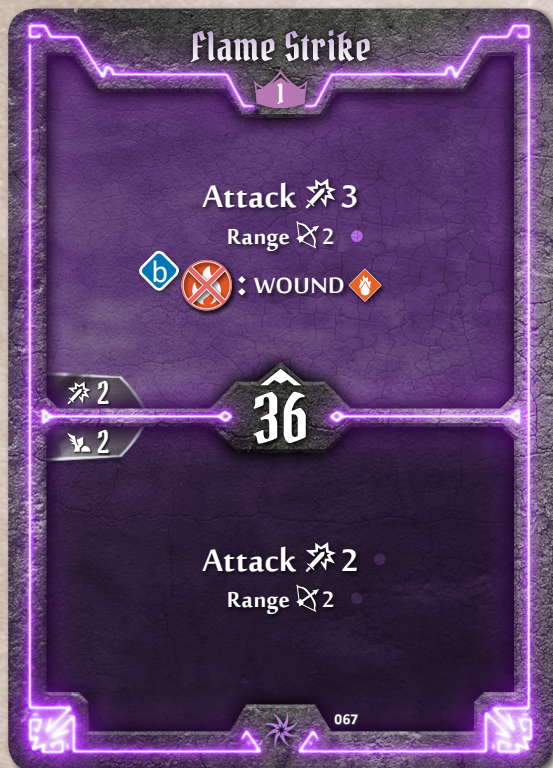 Flame Strike
1
Attack 3
Range 2
b : WOUND
2
36
2
Attack 2
Range 2
067